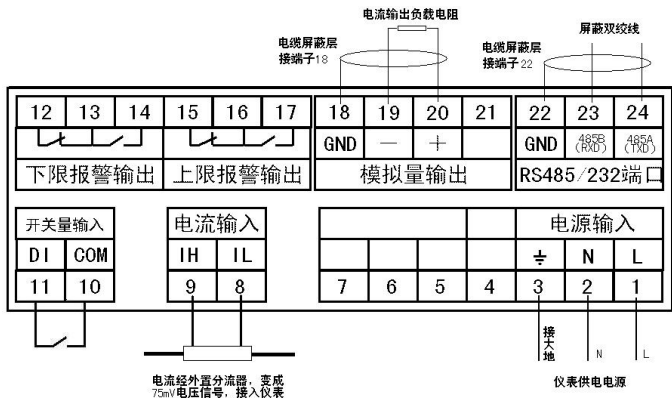 电流输出负载电阻
电缆屏蔽层
接端子18
电缆屏蔽层
接端子22
屏蔽双绞线
12 13 14 15 16 17 18 19 20 21 22 23 24
GND — + GND 485B (RXD) 485A (TXD)
下限报警输出 上限报警输出 模拟量输出 RS485/232端口
开关量输入 电流输入 电源输入
DI COM IH IL ⏚ N L
11 10 9 8 7 6 5 4 3 2 1
接大地 N L
电流经外置分流器，变成
75mV电压信号，接入仪表
仪表供电电源